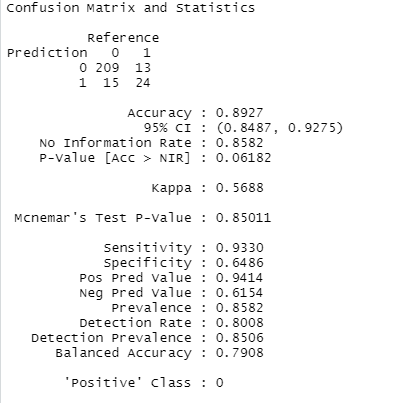 Confusion Matrix and Statistics
Reference
Prediction 0 1
0 209 13
1 15 24
Accuracy : 0.8927
95% CI : (0.8487, 0.9275)
No Information Rate : 0.8582
P-Value [Acc > NIR] : 0.06182
Kappa : 0.5688
Mcnemar's Test P-Value : 0.85011
Sensitivity : 0.9330
Specificity : 0.6486
Pos Pred Value : 0.9414
Neg Pred Value : 0.6154
Prevalence : 0.8582
Detection Rate : 0.8008
Detection Prevalence : 0.8506
Balanced Accuracy : 0.7908
'Positive' Class : 0